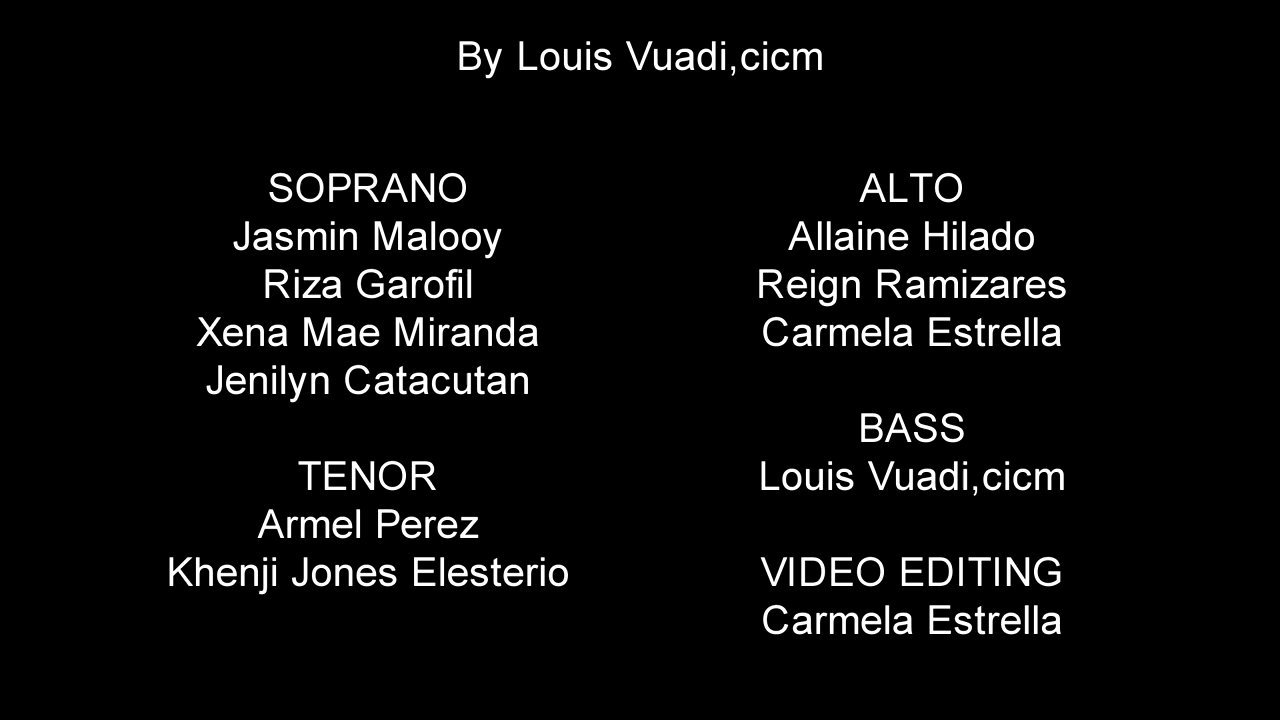 By Louis Vuadi,cicm
SOPRANO
Jasmin Malooy
Riza Garofil
Xena Mae Miranda
Jenilyn Catacutan
TENOR
Armel Perez
Khenji Jones Elesterio
ALTO
Allaine Hilado
Reign Ramizares
Carmela Estrella
BASS
Louis Vuadi,cicm
VIDEO EDITING
Carmela Estrella